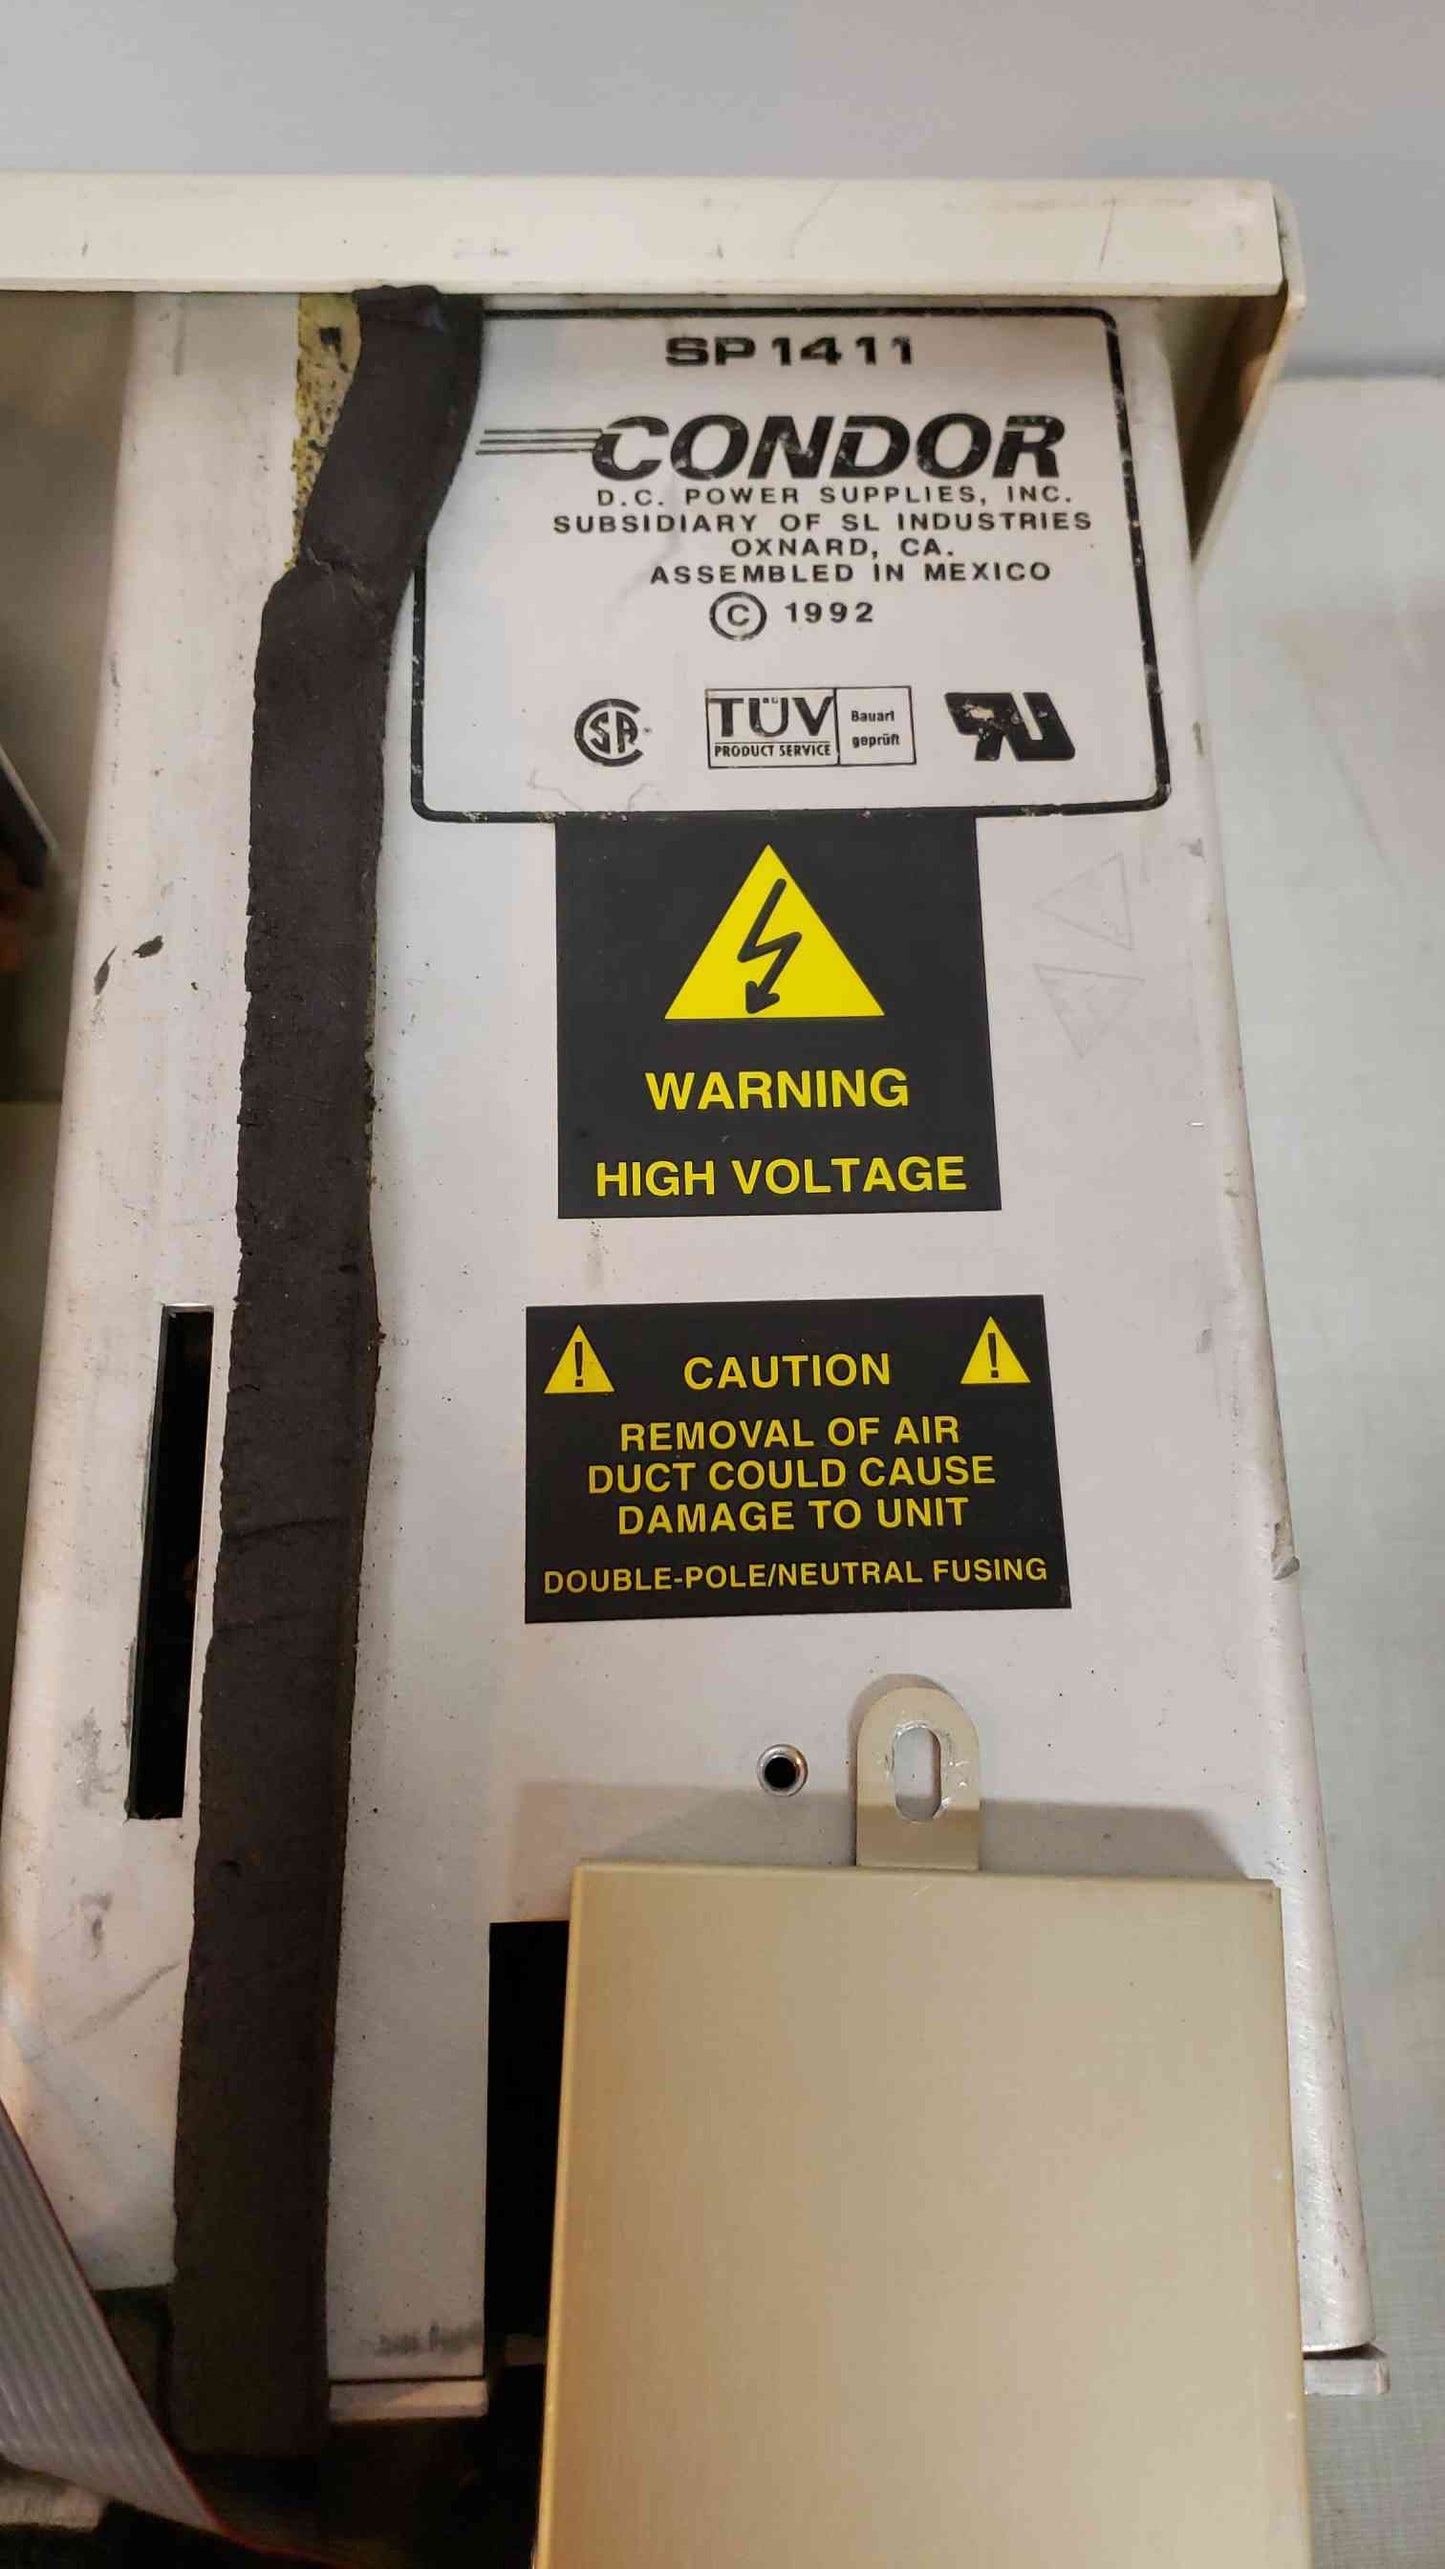 SP1411
CONDOR
D.C. POWER SUPPLIES, INC.
SUBSIDIARY OF SL INDUSTRIES
OXNARD, CA.
ASSEMBLED IN MEXICO
© 1992
TÜV
PRODUCT SERVICE
Bauart
geprüft
WARNING
HIGH VOLTAGE
! CAUTION !
REMOVAL OF AIR
DUCT COULD CAUSE
DAMAGE TO UNIT
DOUBLE-POLE/NEUTRAL FUSING